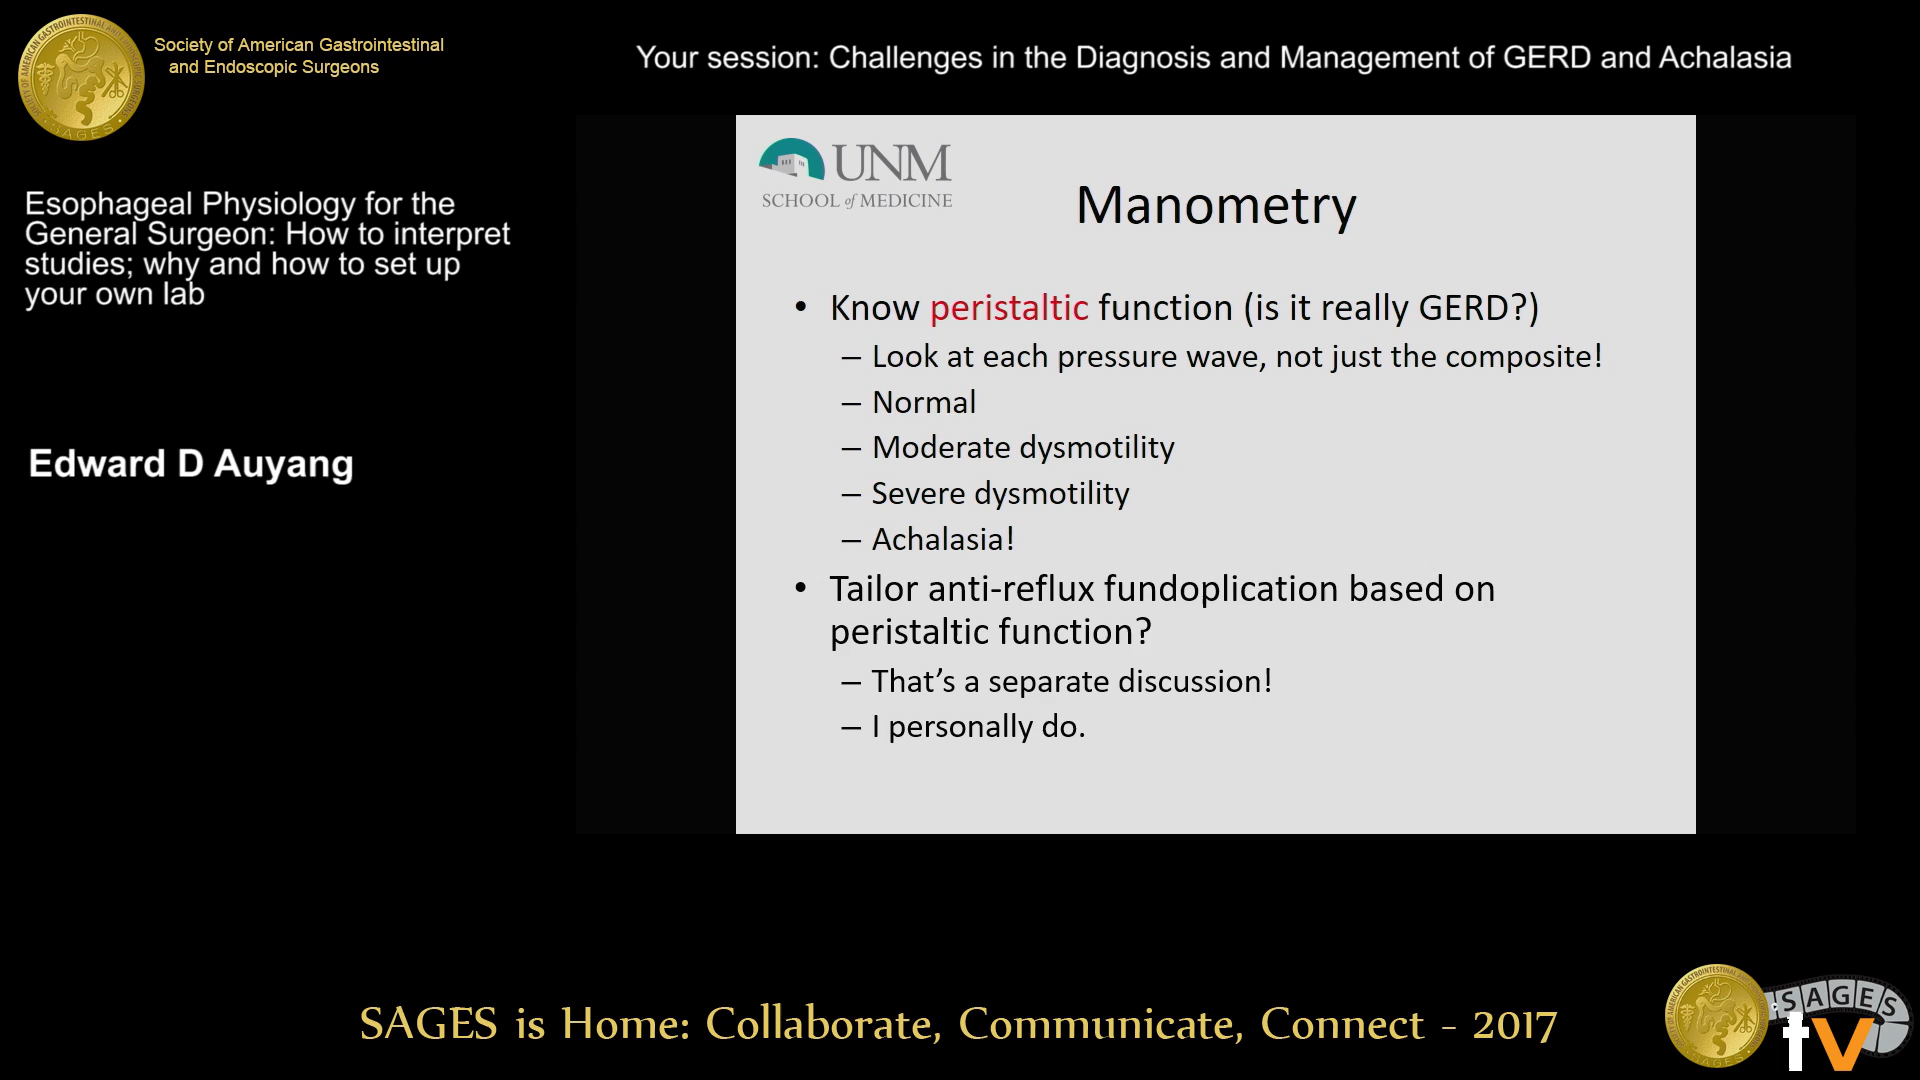 Society of American Gastrointestinal
and Endoscopic Surgeons
Your session: Challenges in the Diagnosis and Management of GERD and Achalasia
Esophageal Physiology for the
General Surgeon: How to interpret
studies; why and how to set up
your own lab
Edward D Auyang
UNM
SCHOOL of MEDICINE
Manometry
• Know peristaltic function (is it really GERD?)
– Look at each pressure wave, not just the composite!
– Normal
– Moderate dysmotility
– Severe dysmotility
– Achalasia!
• Tailor anti-reflux fundoplication based on
peristaltic function?
– That's a separate discussion!
– I personally do.
SAGES is Home: Collaborate, Communicate, Connect - 2017
SAGES
tv